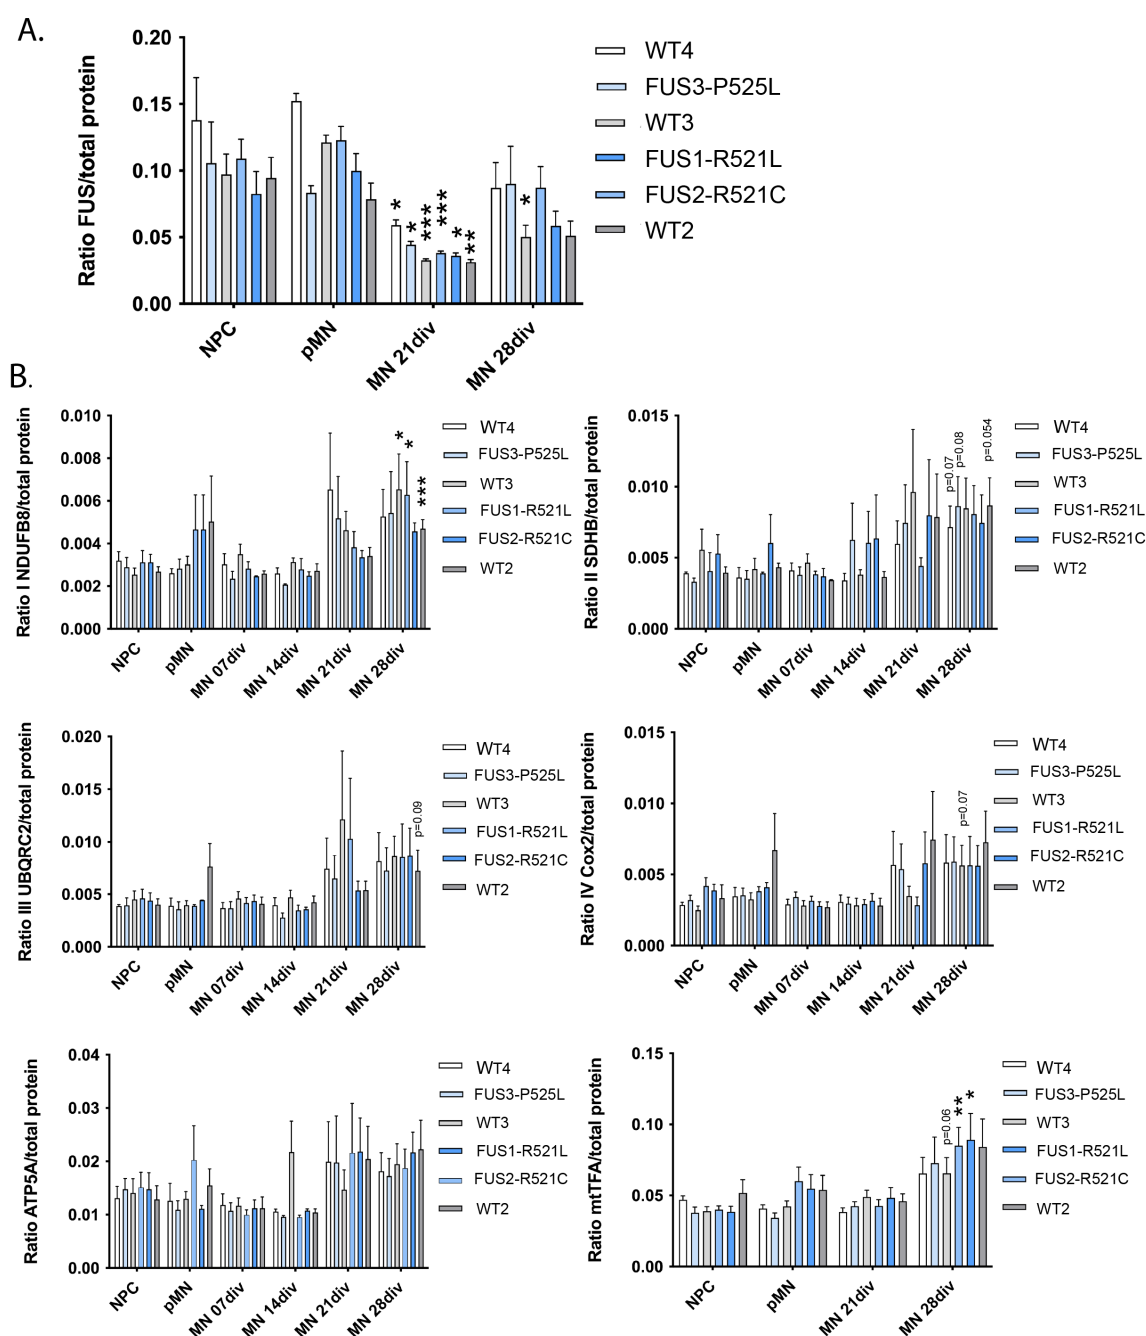 A.
Ratio FUS/total protein
0.20
0.15
0.10
0.05
0.00
* * *** *** * ** *
NPC
pMN
MN 21div
MN 28div
WT4
FUS3-P525L
WT3
FUS1-R521L
FUS2-R521C
WT2
B.
Ratio I NDUFB8/total protein
0.010
0.008
0.006
0.004
0.002
0.000
* * ***
NPC
pMN
MN 07div
MN 14div
MN 21div
MN 28div
WT4
FUS3-P525L
WT3
FUS1-R521L
FUS2-R521C
WT2
Ratio II SDHB/total protein
0.015
0.010
0.005
0.000
p=0.07
p=0.08
p=0.054
NPC
pMN
MN 07div
MN 14div
MN 21div
MN 28div
WT4
FUS3-P525L
WT3
FUS1-R521L
FUS2-R521C
WT2
Ratio III UBQRC2/total protein
0.020
0.015
0.010
0.005
0.000
p=0.09
NPC
pMN
MN 07div
MN 14div
MN 21div
MN 28div
WT4
FUS3-P525L
WT3
FUS1-R521L
FUS2-R521C
WT2
Ratio IV Cox2/total protein
0.015
0.010
0.005
0.000
p=0.07
NPC
pMN
MN 07div
MN 14div
MN 21div
MN 28div
WT4
FUS3-P525L
WT3
FUS1-R521L
FUS2-R521C
WT2
Ratio ATP5A/total protein
0.04
0.03
0.02
0.01
0.00
NPC
pMN
MN 07div
MN 14div
MN 21div
MN 28div
WT4
FUS3-P525L
WT3
FUS1-R521L
FUS2-R521C
WT2
Ratio mtTFA/total protein
0.15
0.10
0.05
0.00
p=0.06
** *
NPC
pMN
MN 21div
MN 28div
WT4
FUS3-P525L
WT3
FUS1-R521L
FUS2-R521C
WT2